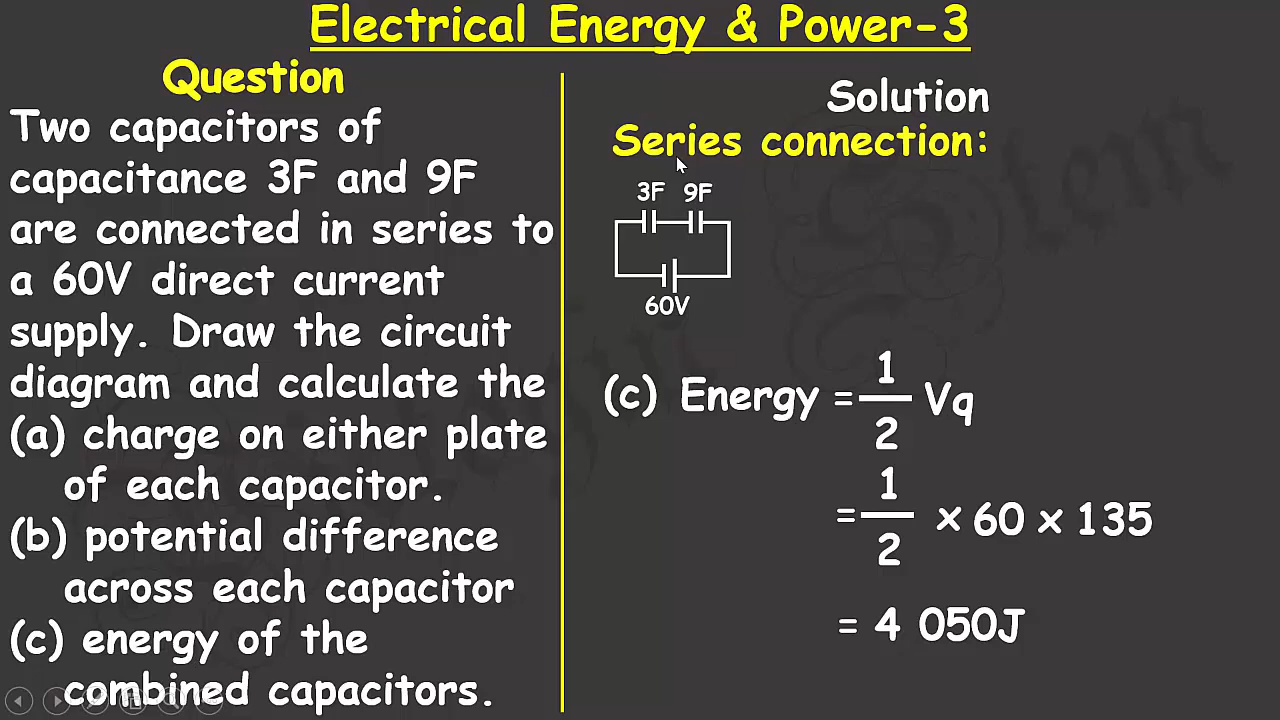 Electrical Energy & Power-3
Question
Two capacitors of
capacitance 3F and 9F
are connected in series to
a 60V direct current
supply. Draw the circuit
diagram and calculate the
(a) charge on either plate
of each capacitor.
(b) potential difference
across each capacitor
(c) energy of the
combined capacitors.
Solution
Series connection:
3F 9F
60V
(c) Energy = 1/2 Vq
= 1/2 × 60 × 135
= 4 050J